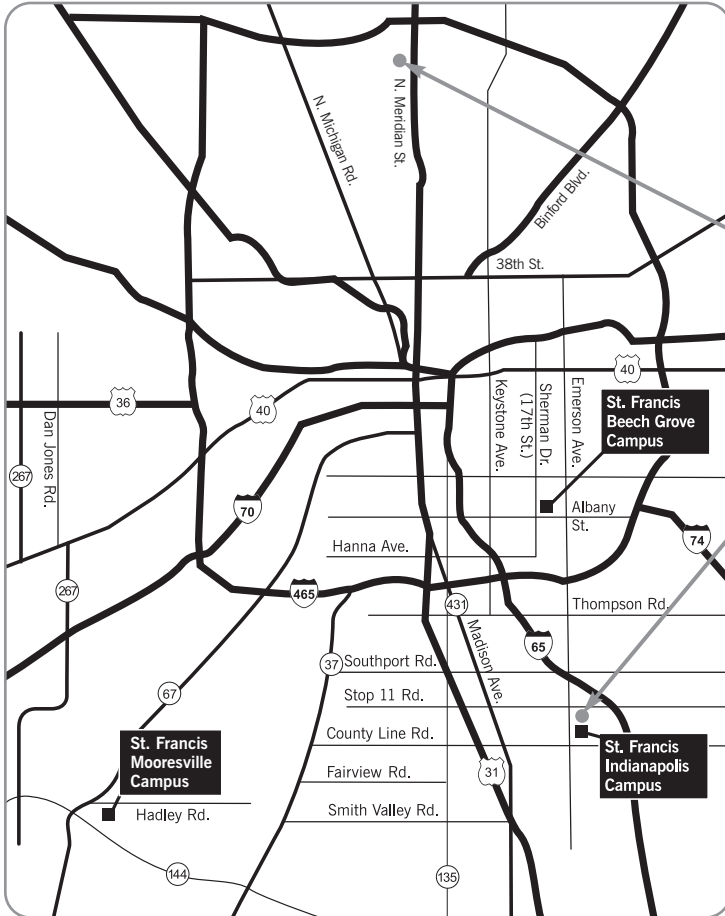 N. Michigan Rd.
N. Meridian St.
Binford Blvd.
38th St.
36
40
40
Dan Jones Rd.
Keystone Ave.
Sherman Dr.
(17th St.)
Emerson Ave.
St. Francis
Beech Grove
Campus
267
70
Albany
St.
Hanna Ave.
74
267
465
431
Thompson Rd.
Madison Ave.
65
37
Southport Rd.
67
Stop 11 Rd.
St. Francis
Mooresville
Campus
County Line Rd.
St. Francis
Indianapolis
Campus
31
Fairview Rd.
Hadley Rd.
Smith Valley Rd.
144
135